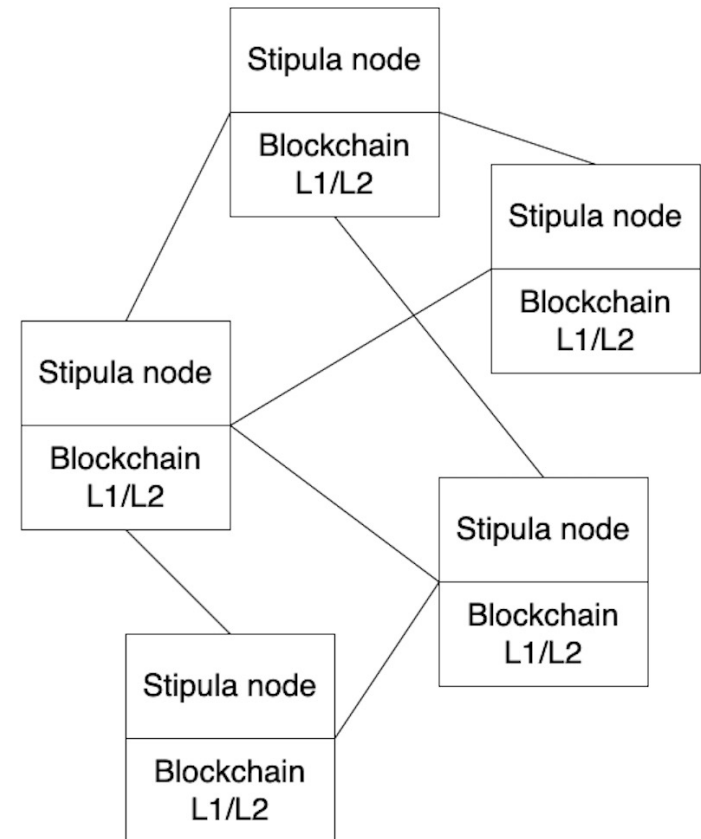 Stipula node
Blockchain
L1/L2
Stipula node
Blockchain
L1/L2
Stipula node
Blockchain
L1/L2
Stipula node
Blockchain
L1/L2
Stipula node
Blockchain
L1/L2